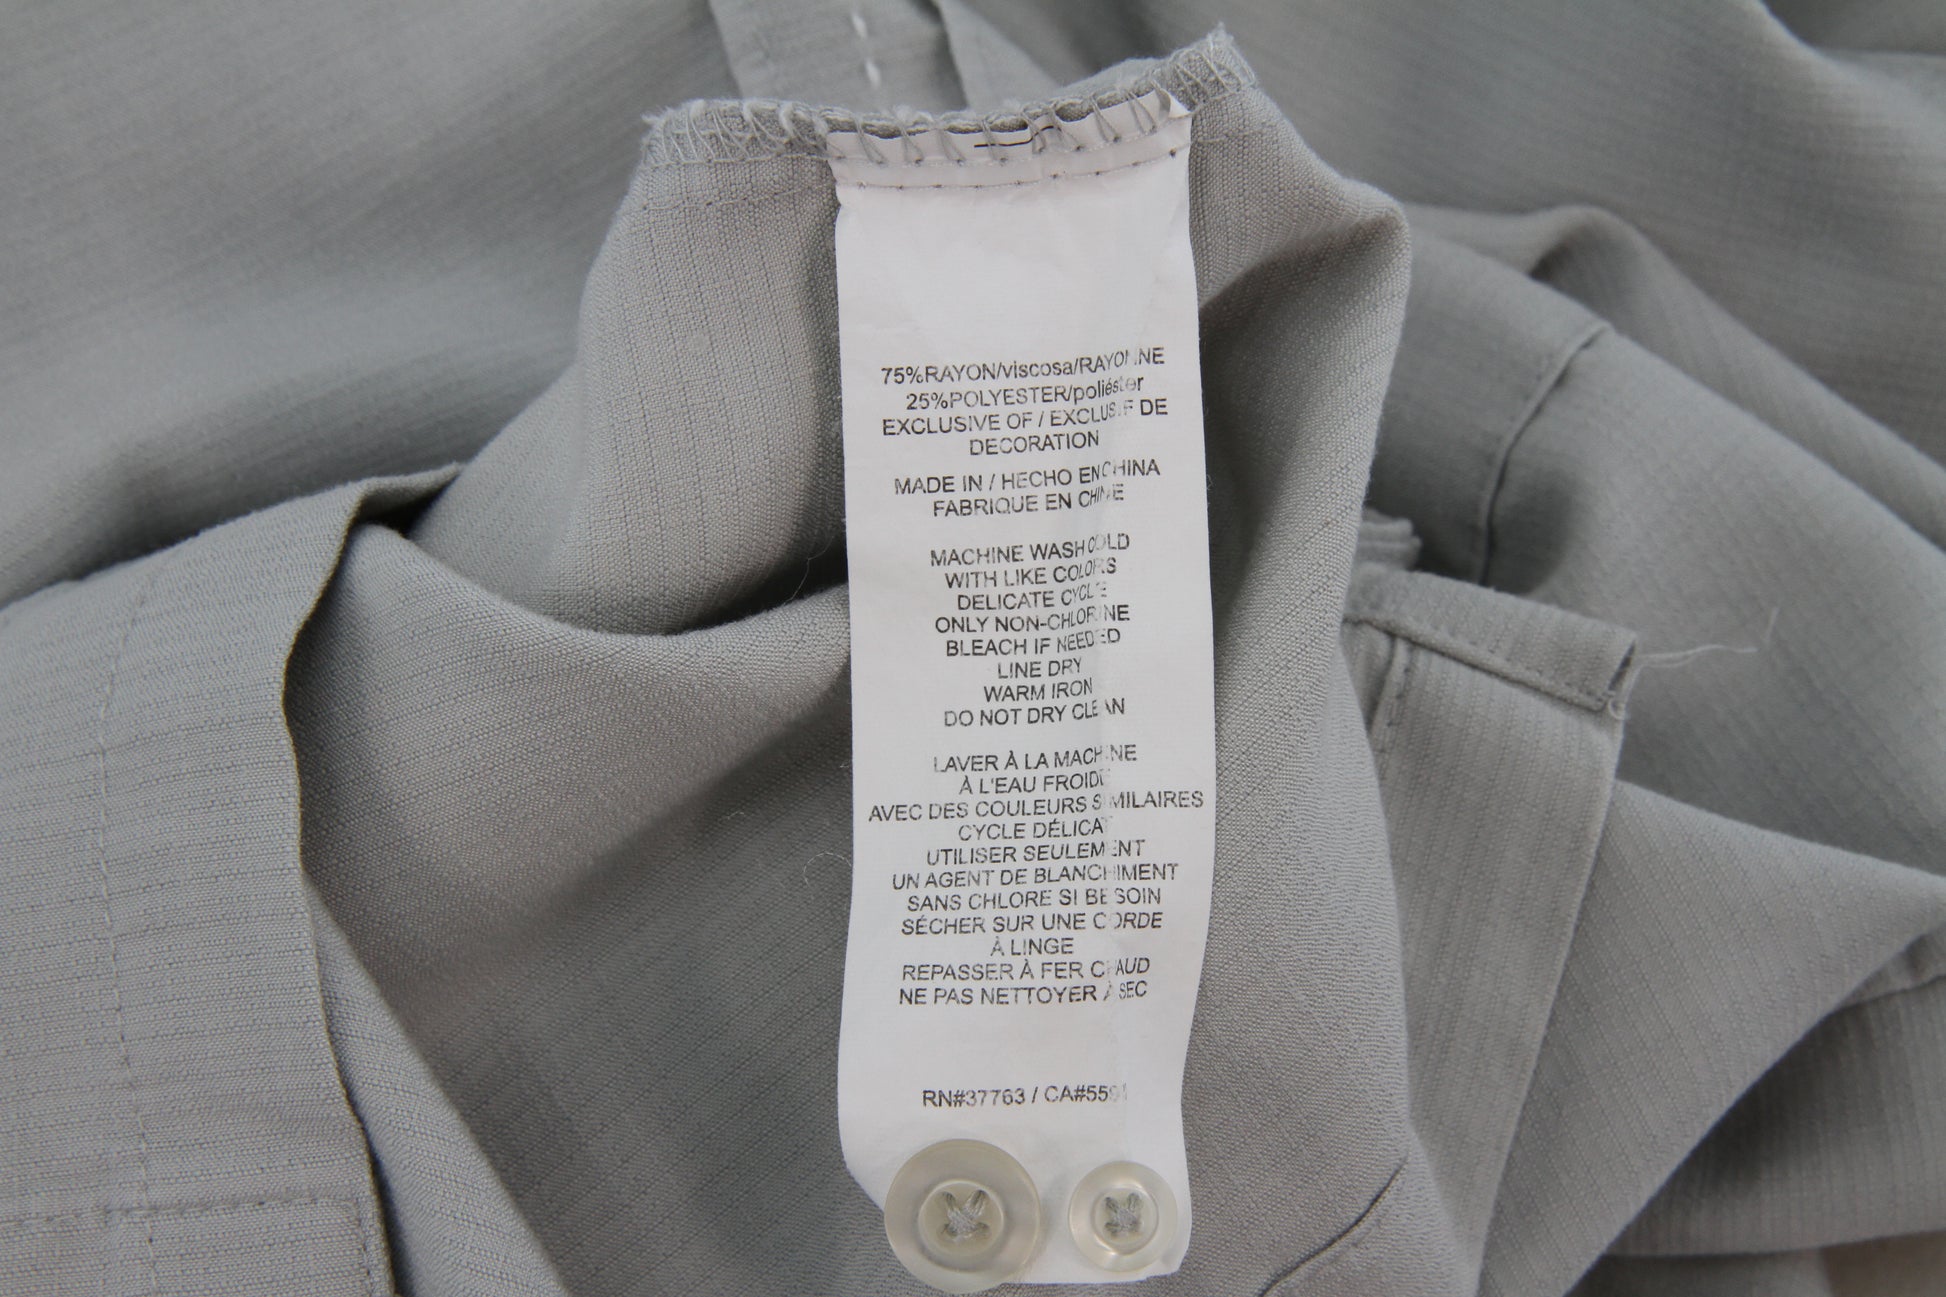 75%RAYON/viscosa/RAYONNE
25%POLYESTER/poliéster
EXCLUSIVE OF / EXCLUSIF DE
DECORATION
MADE IN / HECHO EN CHINA
FABRIQUE EN CHINE
MACHINE WASH COLD
WITH LIKE COLORS
DELICATE CYCLE
ONLY NON-CHLORINE
BLEACH IF NEEDED
LINE DRY
WARM IRON
DO NOT DRY CLEAN
LAVER À LA MACHINE
À L'EAU FROIDE
AVEC DES COULEURS SIMILAIRES
CYCLE DÉLICAT
UTILISER SEULEMENT
UN AGENT DE BLANCHIMENT
SANS CHLORE SI BESOIN
SÉCHER SUR UNE CORDE
À LINGE
REPASSER À FER CHAUD
NE PAS NETTOYER À SEC
RN#37763 /